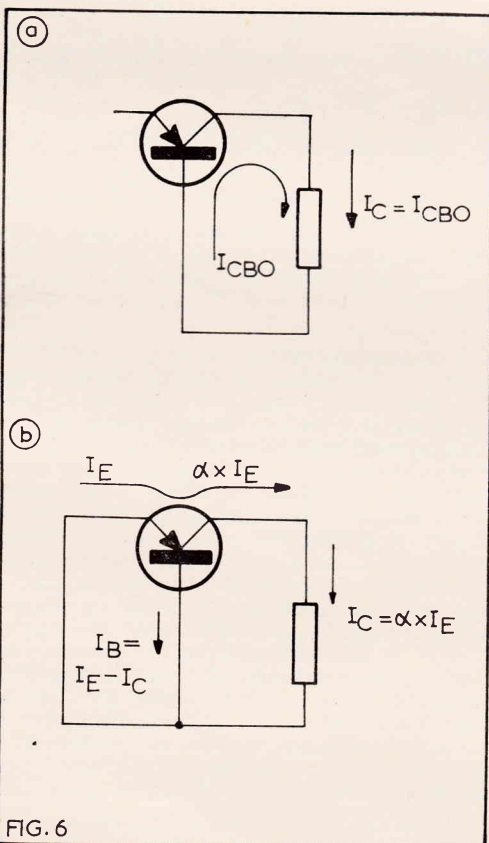 a
I_C = I_CBO
I_CBO
b
I_E α × I_E
I_C = α × I_E
I_B =
I_E − I_C
FIG. 6